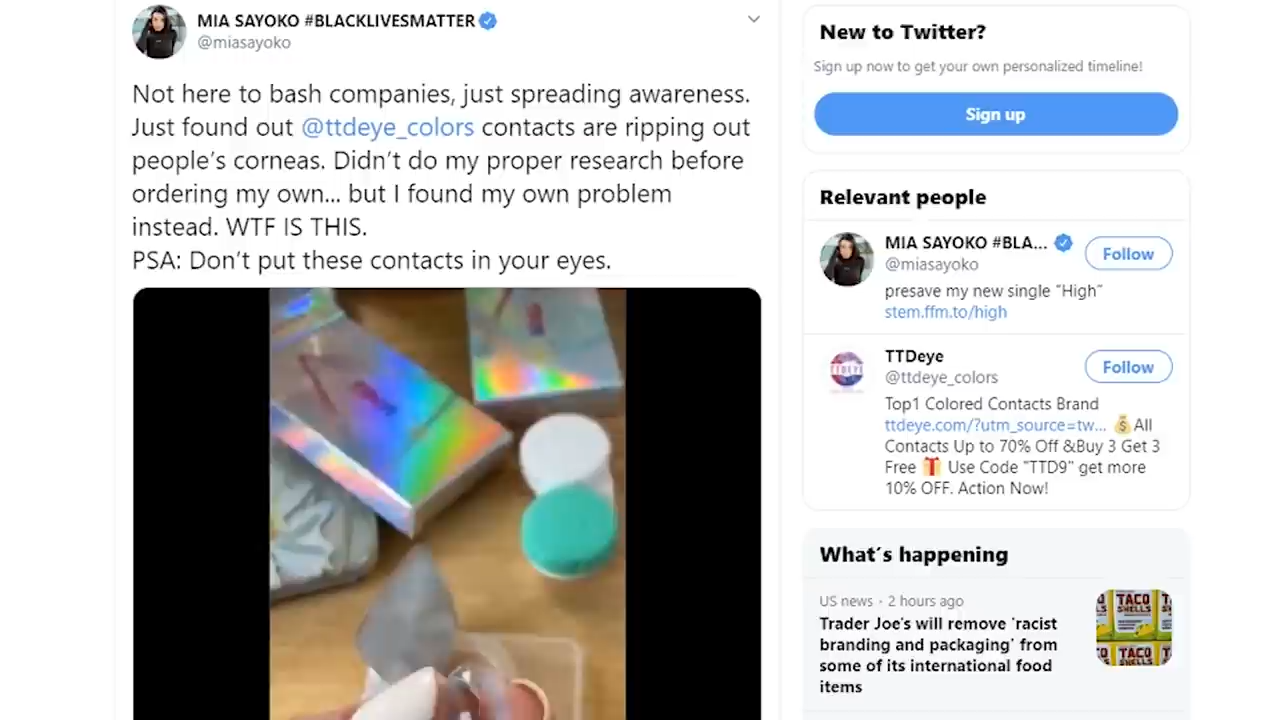 MIA SAYOKO #BLACKLIVESMATTER
@miasayoko
Not here to bash companies, just spreading awareness.
Just found out @ttdeye_colors contacts are ripping out
people's corneas. Didn't do my proper research before
ordering my own... but I found my own problem
instead. WTF IS THIS.
PSA: Don't put these contacts in your eyes.
New to Twitter?
Sign up now to get your own personalized timeline!
Sign up
Relevant people
MIA SAYOKO #BLA...
@miasayoko
Follow
presave my new single "High"
stem.ffm.to/high
TTDEYE
TTDeye
@ttdeye_colors
Follow
Top1 Colored Contacts Brand
ttdeye.com/?utm_source=tw... 💰All
Contacts Up to 70% Off &Buy 3 Get 3
Free 🎁 Use Code "TTD9" get more
10% OFF. Action Now!
What's happening
US news · 2 hours ago
Trader Joe's will remove 'racist
branding and packaging' from
some of its international food
items
TACO
SHELLS
TACO
SHELLS